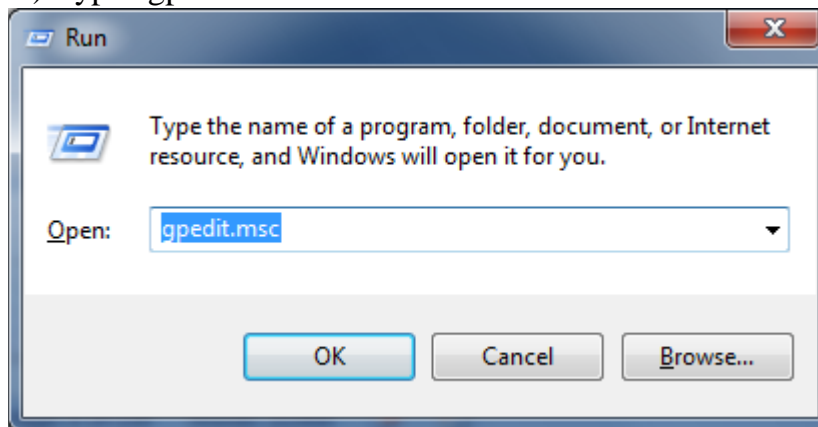 Run
Type the name of a program, folder, document, or Internet
resource, and Windows will open it for you.
Open: gpedit.msc
OK Cancel Browse...